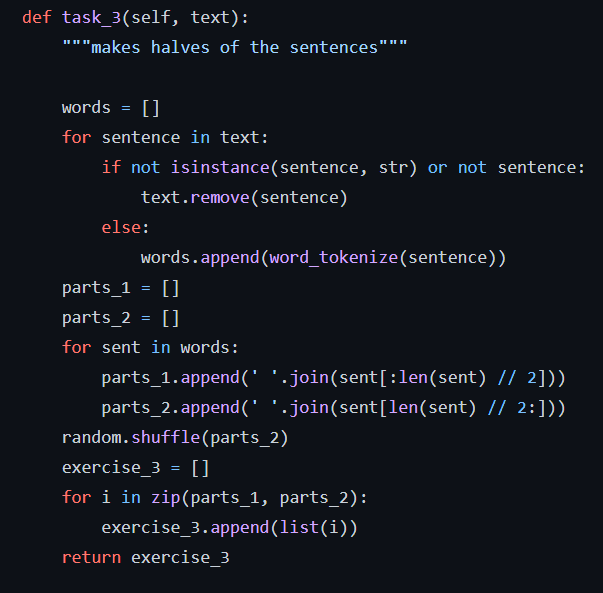 def task_3(self, text):
    """makes halves of the sentences"""

    words = []
    for sentence in text:
        if not isinstance(sentence, str) or not sentence:
            text.remove(sentence)
        else:
            words.append(word_tokenize(sentence))
    parts_1 = []
    parts_2 = []
    for sent in words:
        parts_1.append(' '.join(sent[:len(sent) // 2]))
        parts_2.append(' '.join(sent[len(sent) // 2:]))
    random.shuffle(parts_2)
    exercise_3 = []
    for i in zip(parts_1, parts_2):
        exercise_3.append(list(i))
    return exercise_3